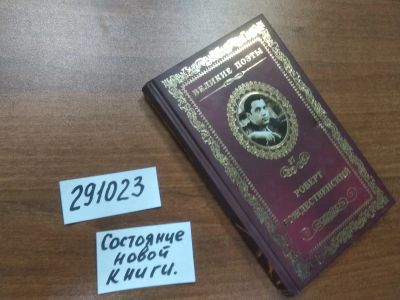 ВЕЛИКИЕ ПОЭТЫ
РОБЕРТ
РОЖДЕСТВЕНСКИЙ
291023
Состояние
новой
книги.